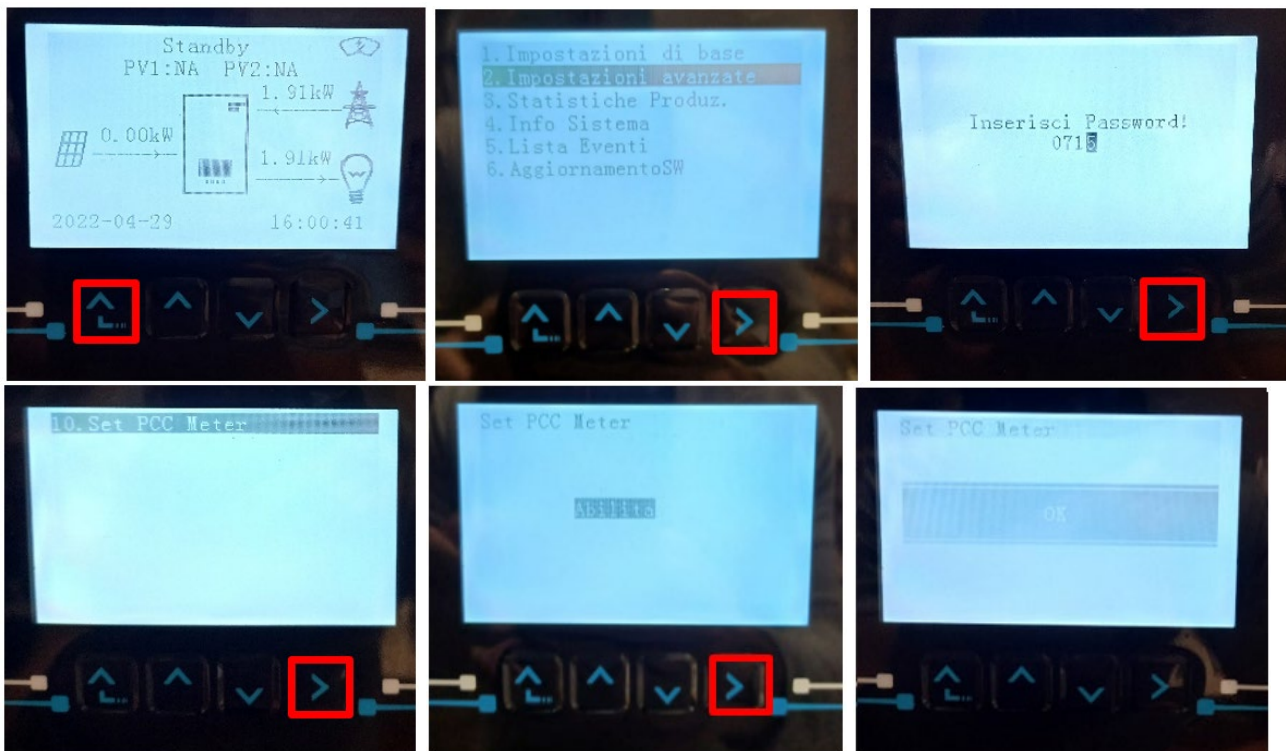 Standby
PV1:NA PV2:NA
1.91kW
0.00kW
1.91kW
2022-04-29 16:00:41
1.Impostazioni di base
2.Impostazioni avanzate
3.Statistiche Produz.
4.Info Sistema
5.Lista Eventi
6.AggiornamentoSW
Inserisci Password!
0715
10.Set PCC Meter
Set PCC Meter
Abilita
Set PCC Meter
OK